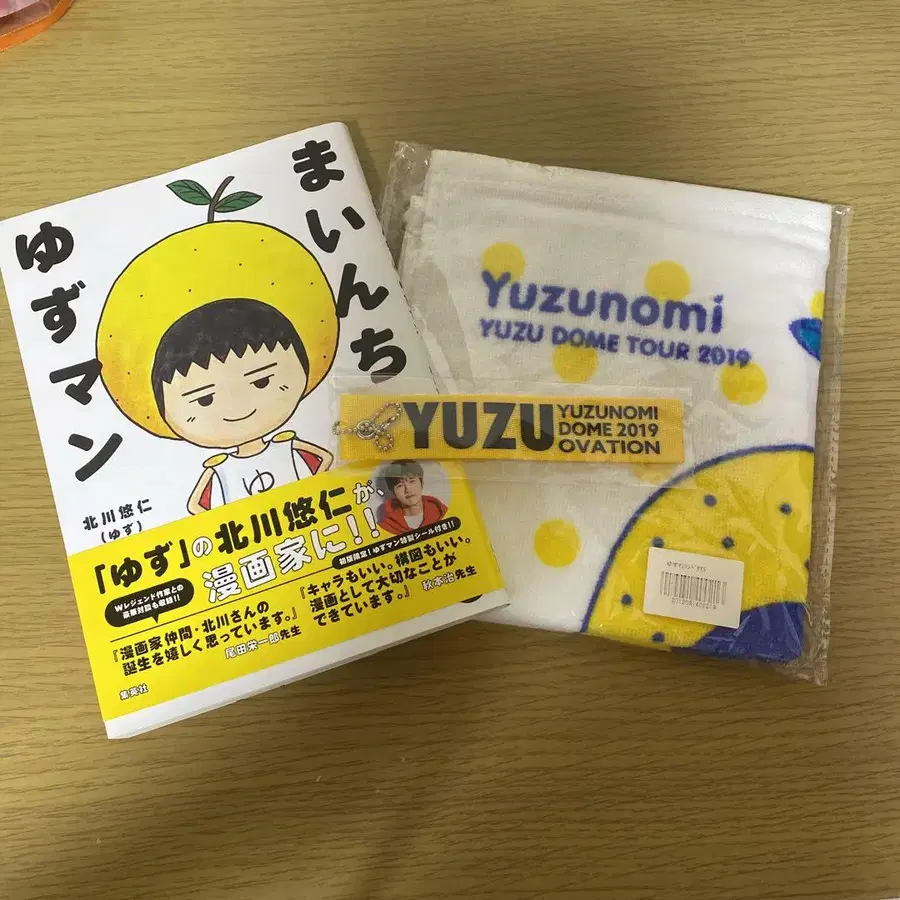 まいんち
ゆずマン
北川悠仁
(ゆず)
「ゆず」の北川悠仁が、
漫画家に!!
初版限定!ゆずマン特製シール付き!!
Wレジェンド作家との
豪華対談も収録!!
『キャラもいい。構図もいい。
漫画として大切なことが
できています。』
秋本治先生
『漫画家仲間・北川さんの
誕生を嬉しく思っています。』
尾田栄一郎先生
集英社
ゆ
Yuzunomi
YUZU DOME TOUR 2019
YUZU
YUZUNOMI
DOME 2019
OVATION